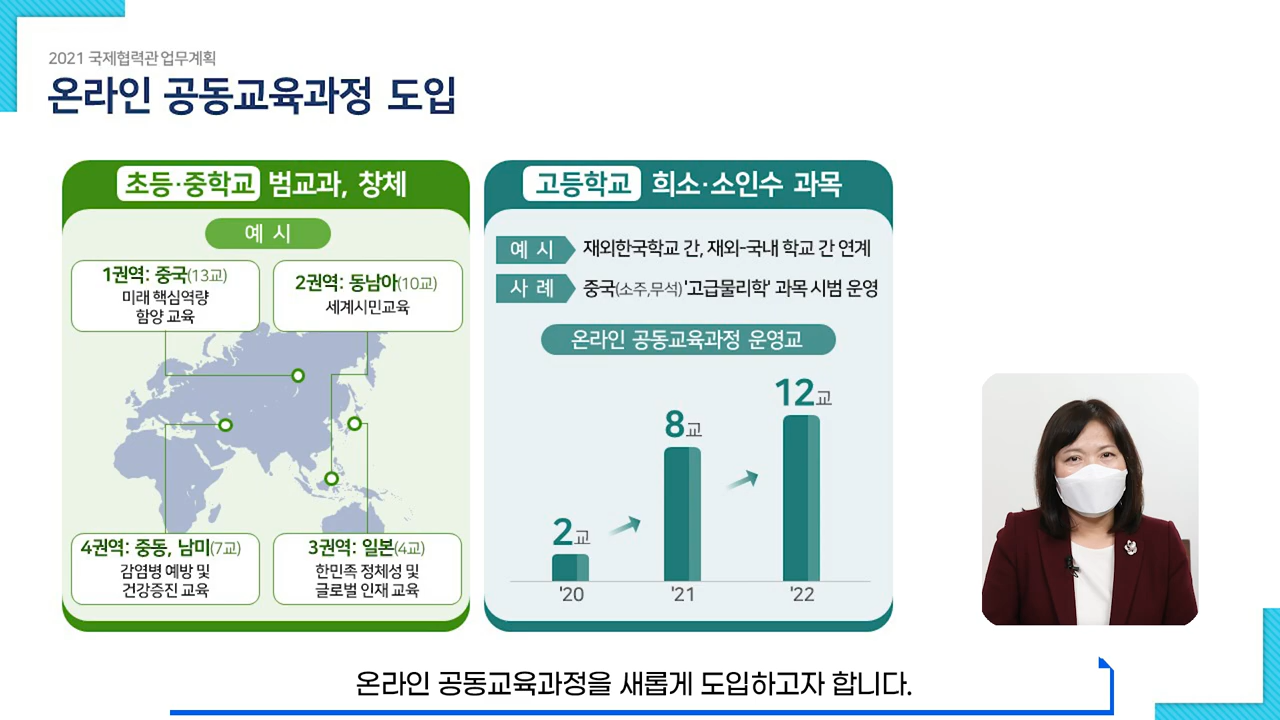 2021 국제협력관 업무계획
온라인 공동교육과정 도입
초등·중학교 범교과, 창체
예 시
1권역: 중국(13교)
미래 핵심역량
함양 교육
2권역: 동남아(10교)
세계시민교육
4권역: 중동, 남미(7교)
감염병 예방 및
건강증진 교육
3권역: 일본(4교)
한민족 정체성 및
글로벌 인재 교육
고등학교 희소·소인수 과목
예 시 재외한국학교 간, 재외-국내 학교 간 연계
사 례 중국(소주,무석) '고급물리학' 과목 시범 운영
온라인 공동교육과정 운영교
2교
8교
12교
'20 '21 '22
온라인 공동교육과정을 새롭게 도입하고자 합니다.